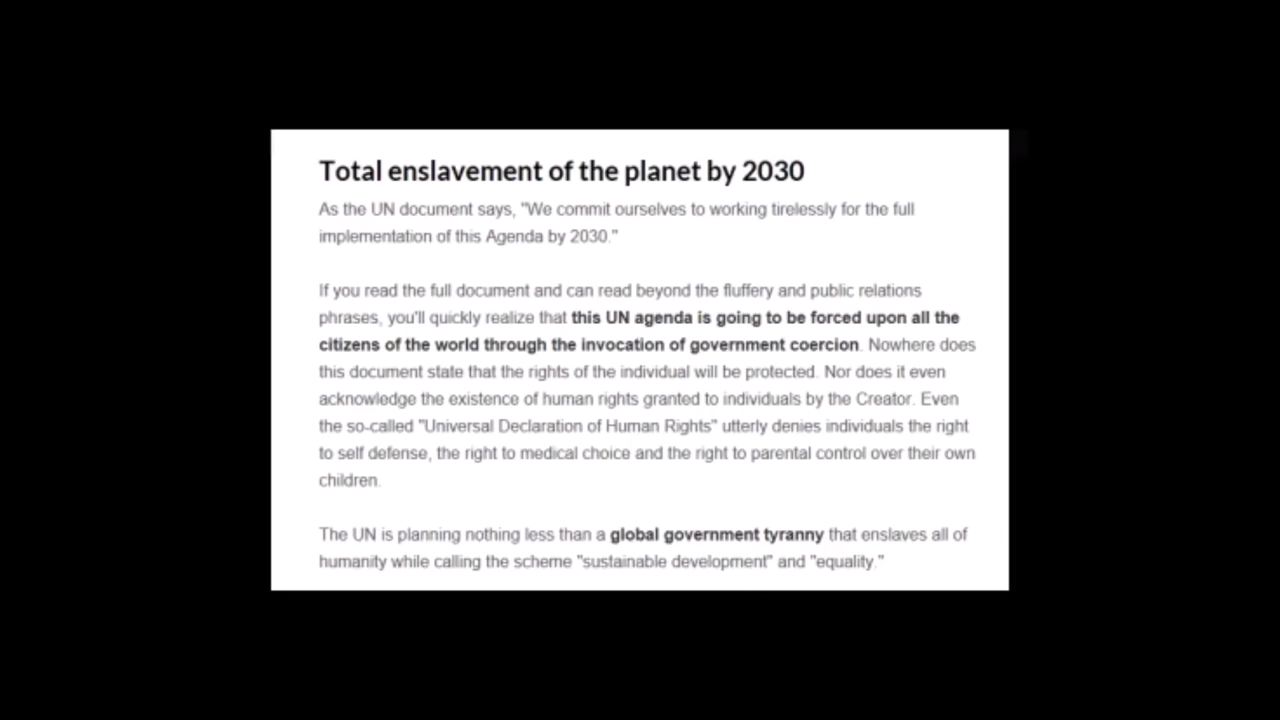 Total enslavement of the planet by 2030
As the UN document says, "We commit ourselves to working tirelessly for the full
implementation of this Agenda by 2030."
If you read the full document and can read beyond the fluffery and public relations
phrases, you'll quickly realize that this UN agenda is going to be forced upon all the
citizens of the world through the invocation of government coercion. Nowhere does
this document state that the rights of the individual will be protected. Nor does it even
acknowledge the existence of human rights granted to individuals by the Creator. Even
the so-called "Universal Declaration of Human Rights" utterly denies individuals the right
to self defense, the right to medical choice and the right to parental control over their own
children.
The UN is planning nothing less than a global government tyranny that enslaves all of
humanity while calling the scheme "sustainable development" and "equality."